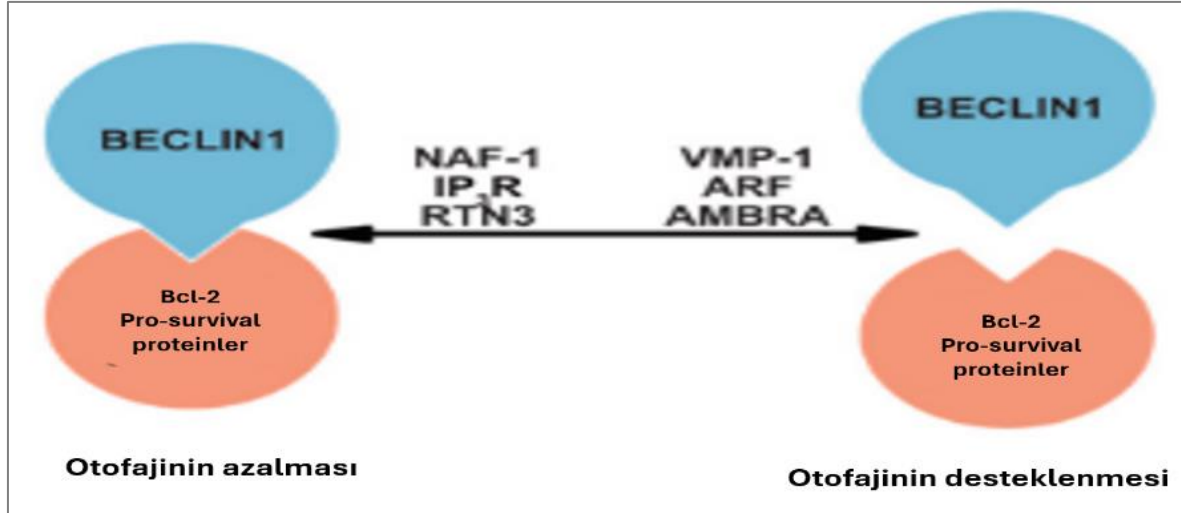 BECLIN1
Bcl-2
Pro-survival
proteinler
Otofajinin azalması
NAF-1
IP₃R
RTN3
VMP-1
ARF
AMBRA
BECLIN1
Bcl-2
Pro-survival
proteinler
Otofajinin desteklenmesi